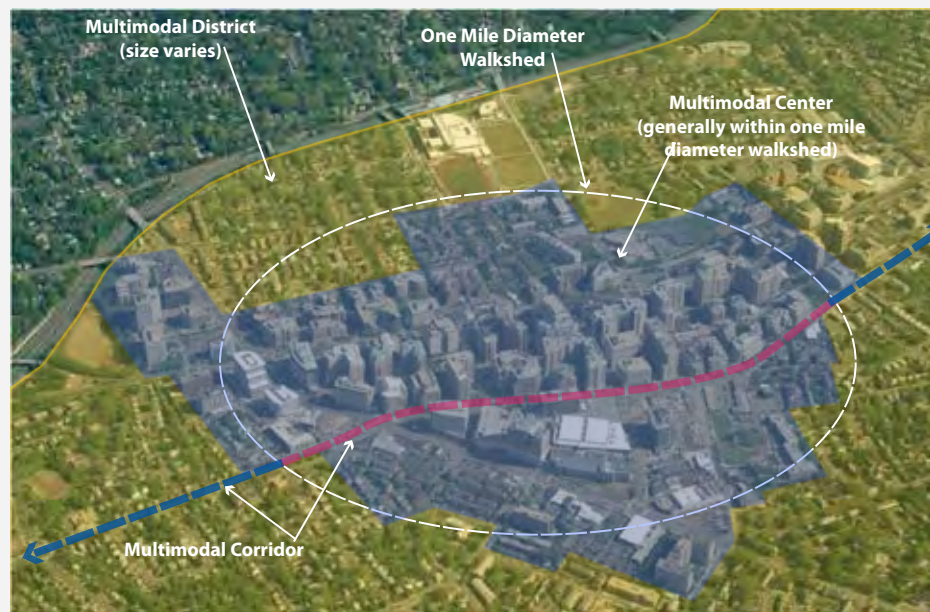 Multimodal District
(size varies)
One Mile Diameter
Walkshed
Multimodal Center
(generally within one mile
diameter walkshed)
Multimodal Corridor